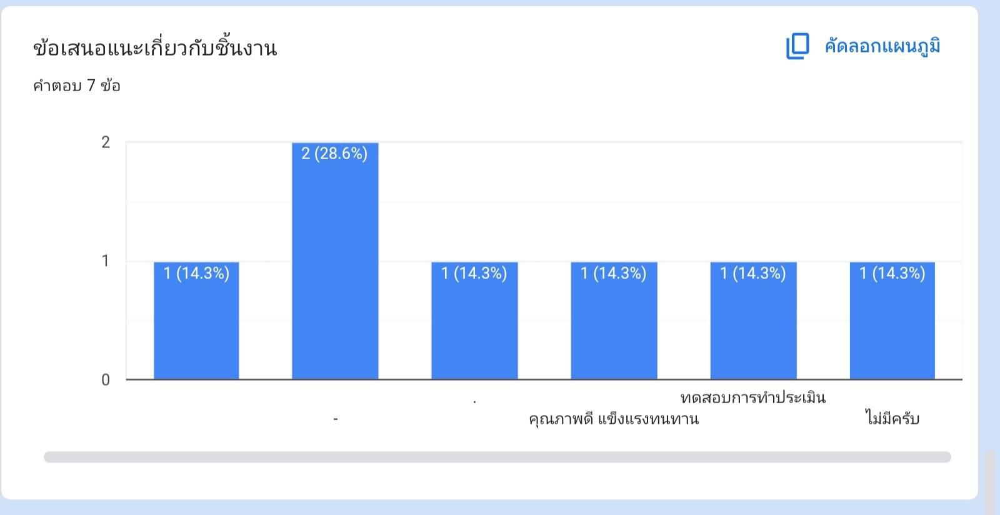 ข้อเสนอแนะเกี่ยวกับชิ้นงาน
คัดลอกแผนภูมิ
คำตอบ 7 ข้อ
2
2 (28.6%)
1
1 (14.3%)
1 (14.3%)
1 (14.3%)
1 (14.3%)
1 (14.3%)
0
.
ทดสอบการทำประเมิน
-
คุณภาพดี แข็งแรงทนทาน
ไม่มีครับ